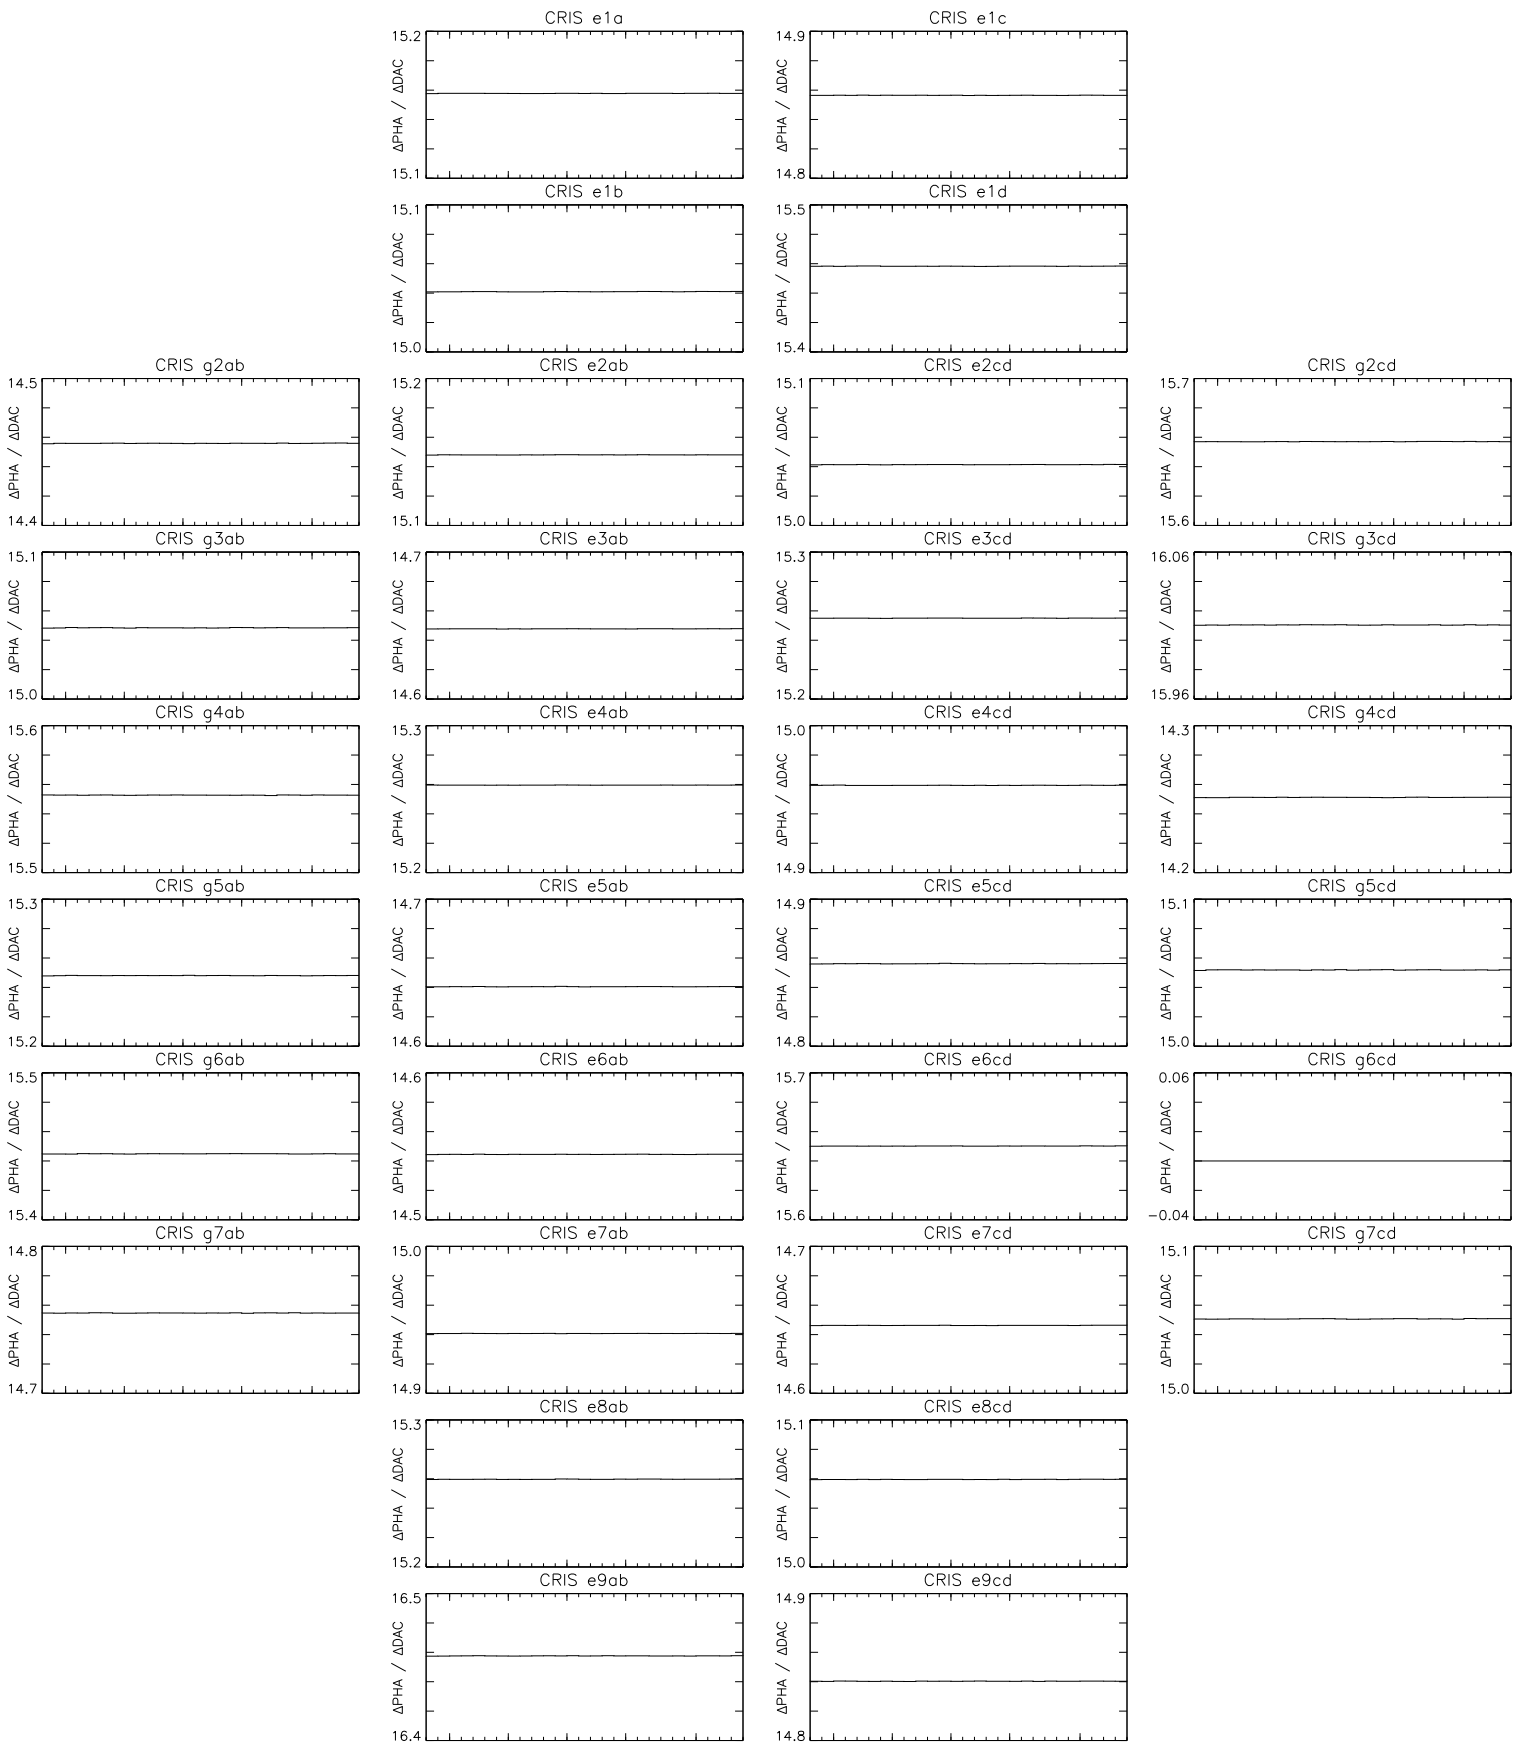 CRIS e1a
CRIS e1c
15.2
ΔPHA / ΔDAC
15.1
14.9
ΔPHA / ΔDAC
14.8
CRIS e1b
CRIS e1d
15.1
ΔPHA / ΔDAC
15.0
15.5
ΔPHA / ΔDAC
15.4
CRIS g2ab
CRIS e2ab
CRIS e2cd
CRIS g2cd
14.5
ΔPHA / ΔDAC
14.4
15.2
ΔPHA / ΔDAC
15.1
15.1
ΔPHA / ΔDAC
15.0
15.7
ΔPHA / ΔDAC
15.6
CRIS g3ab
CRIS e3ab
CRIS e3cd
CRIS g3cd
15.1
ΔPHA / ΔDAC
15.0
14.7
ΔPHA / ΔDAC
14.6
15.3
ΔPHA / ΔDAC
15.2
16.06
ΔPHA / ΔDAC
15.96
CRIS g4ab
CRIS e4ab
CRIS e4cd
CRIS g4cd
15.6
ΔPHA / ΔDAC
15.5
15.3
ΔPHA / ΔDAC
15.2
15.0
ΔPHA / ΔDAC
14.9
14.3
ΔPHA / ΔDAC
14.2
CRIS g5ab
CRIS e5ab
CRIS e5cd
CRIS g5cd
15.3
ΔPHA / ΔDAC
15.2
14.7
ΔPHA / ΔDAC
14.6
14.9
ΔPHA / ΔDAC
14.8
15.1
ΔPHA / ΔDAC
15.0
CRIS g6ab
CRIS e6ab
CRIS e6cd
CRIS g6cd
15.5
ΔPHA / ΔDAC
15.4
14.6
ΔPHA / ΔDAC
14.5
15.7
ΔPHA / ΔDAC
15.6
0.06
ΔPHA / ΔDAC
−0.04
CRIS g7ab
CRIS e7ab
CRIS e7cd
CRIS g7cd
14.8
ΔPHA / ΔDAC
14.7
15.0
ΔPHA / ΔDAC
14.9
14.7
ΔPHA / ΔDAC
14.6
15.1
ΔPHA / ΔDAC
15.0
CRIS e8ab
CRIS e8cd
15.3
ΔPHA / ΔDAC
15.2
15.1
ΔPHA / ΔDAC
15.0
CRIS e9ab
CRIS e9cd
16.5
ΔPHA / ΔDAC
16.4
14.9
ΔPHA / ΔDAC
14.8